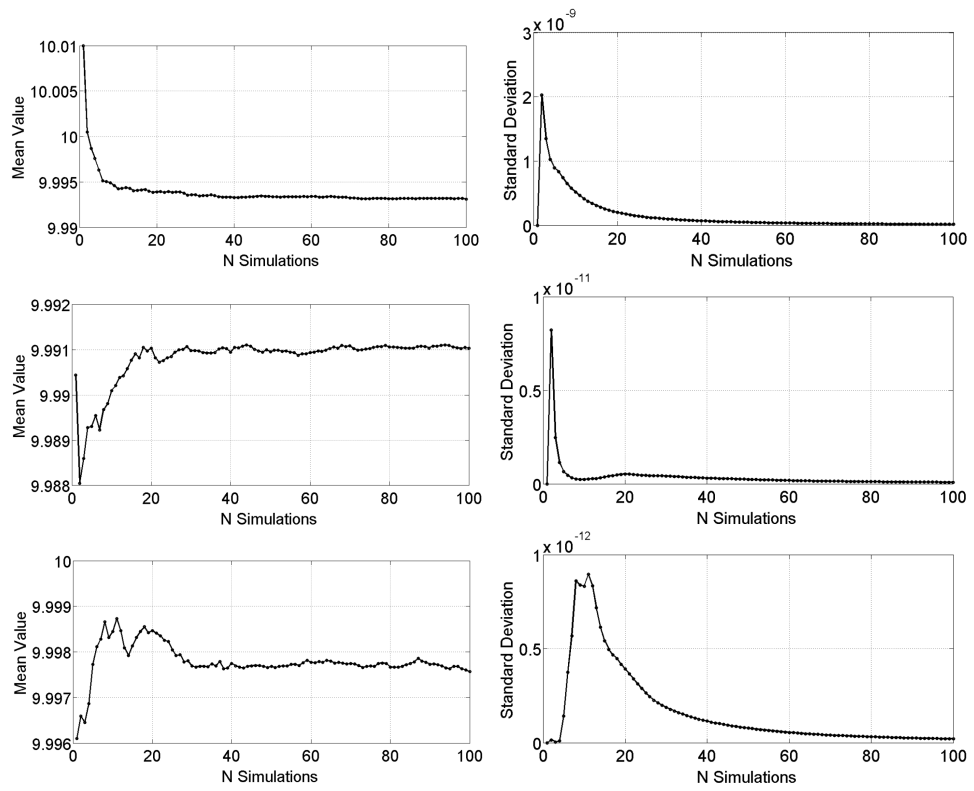 10.01
10.005
10
9.995
9.99
Mean Value
0 20 40 60 80 100
N Simulations
x 10 -9
3
2
1
0
Standard Deviation
0 20 40 60 80 100
N Simulations
9.992
9.991
9.99
9.989
9.988
Mean Value
0 20 40 60 80 100
N Simulations
x 10 -11
1
0.5
0
Standard Deviation
0 20 40 60 80 100
N Simulations
10
9.999
9.998
9.997
9.996
Mean Value
0 20 40 60 80 100
N Simulations
x 10 -12
1
0.5
0
Standard Deviation
0 20 40 60 80 100
N Simulations